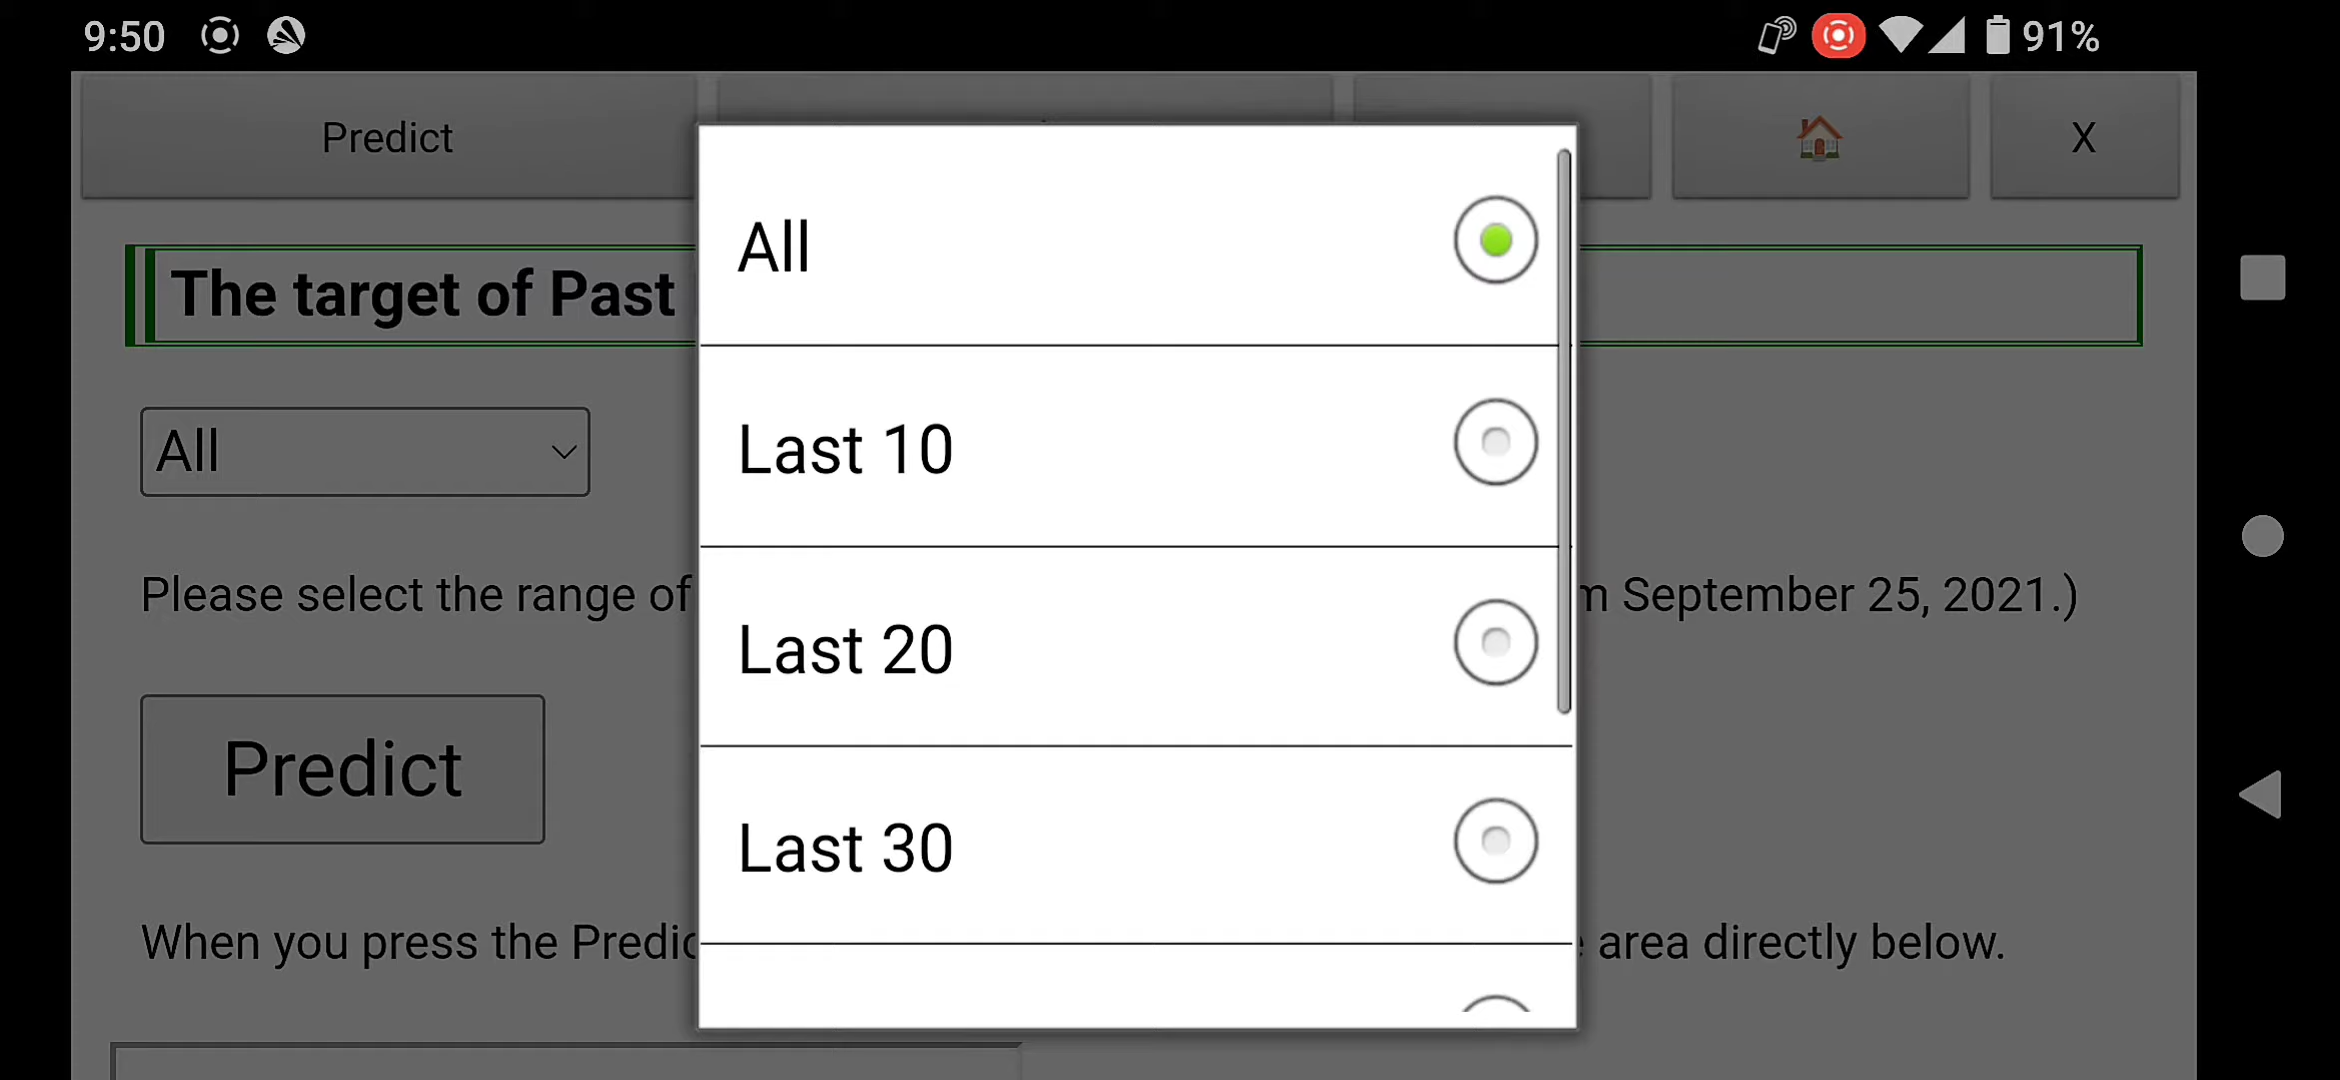 9:50
91%
Predict
X
The target of Past
All
Please select the range of
September 25, 2021.)
Predict
When you press the
area directly below.
All
Last 10
Last 20
Last 30